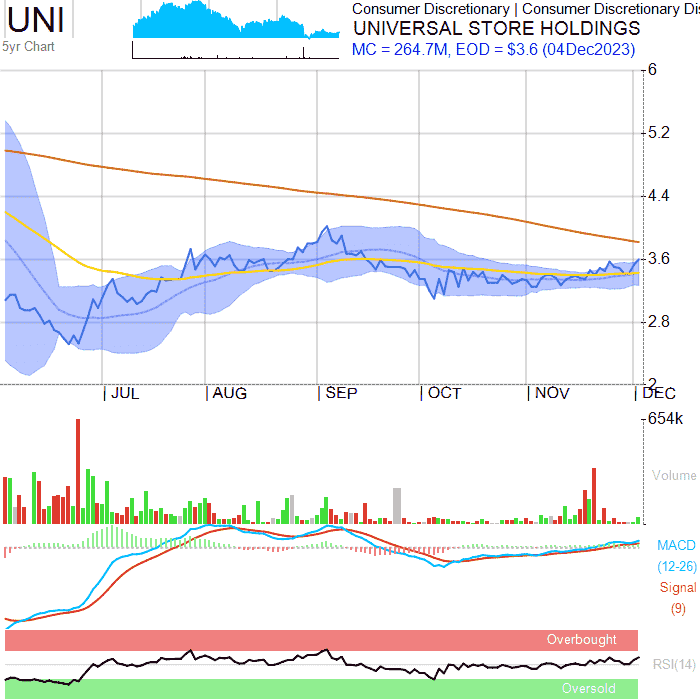 UNI
5yr Chart
Consumer Discretionary | Consumer Discretionary Dis
UNIVERSAL STORE HOLDINGS
MC = 264.7M, EOD = $3.6 (04Dec2023)
6
5.2
4.4
3.6
2.8
2
JUL
AUG
SEP
OCT
NOV
DEC
654k
Volume
MACD
(12-26)
Signal
(9)
Overbought
RSI(14)
Oversold